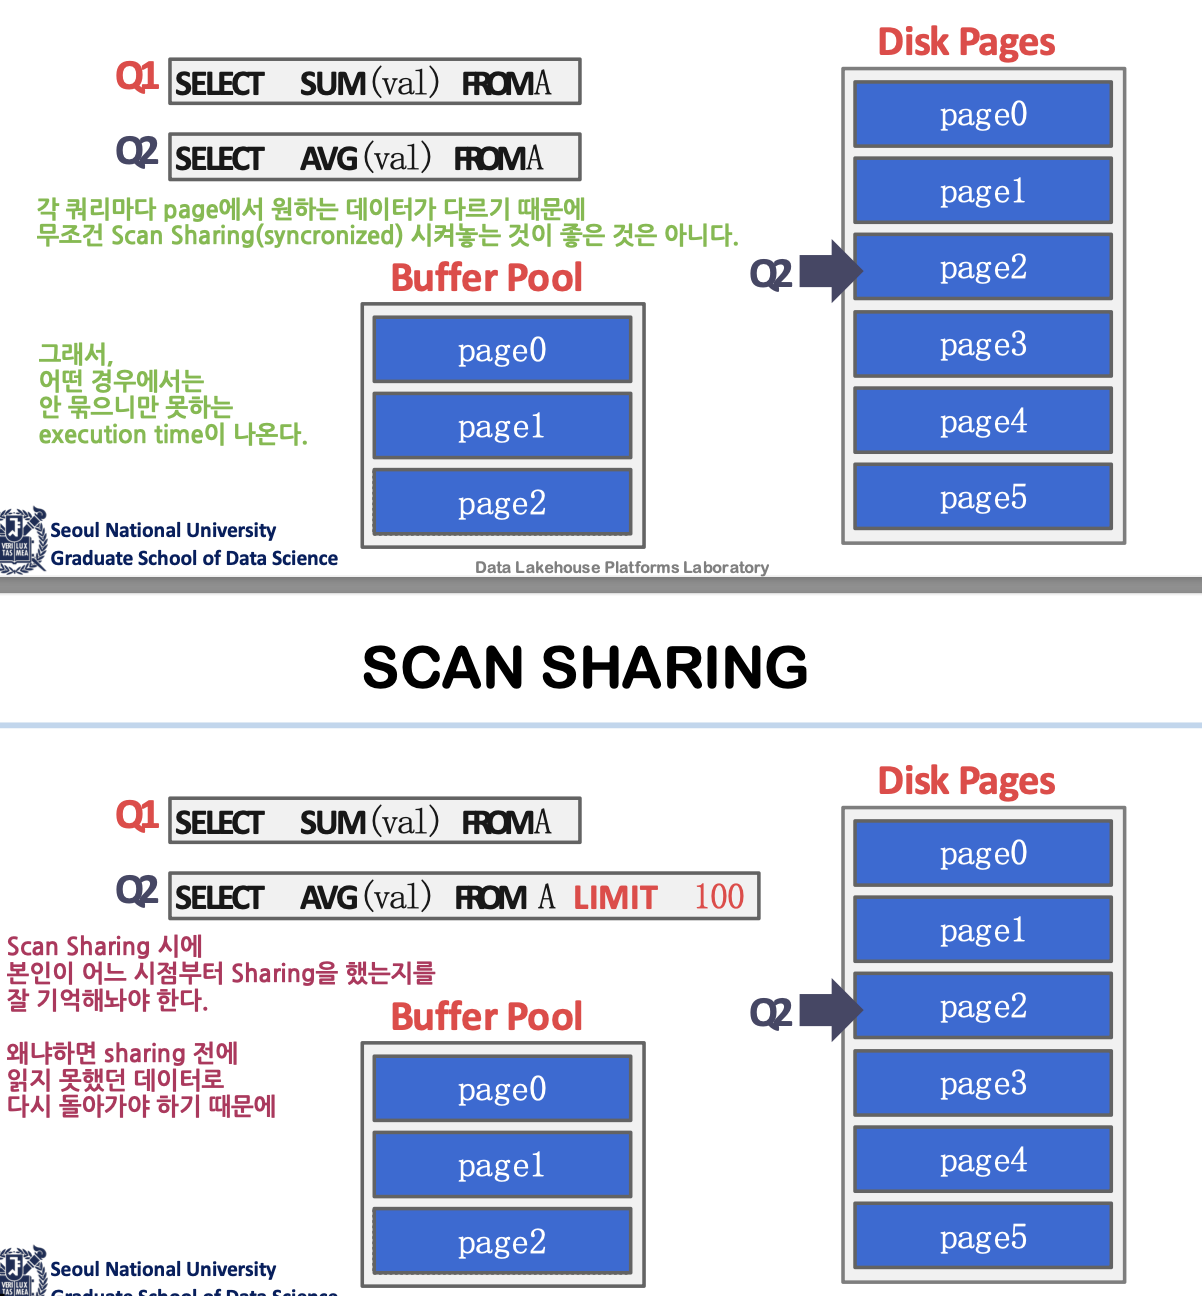 Disk Pages
Q1 SELECT SUM(val) FROM A
Q2 SELECT AVG(val) FROM A
각 쿼리마다 page에서 원하는 데이터가 다르기 때문에
무조건 Scan Sharing(syncronized) 시켜놓는 것이 좋은 것은 아니다.
page0
page1
Q2
page2
page3
page4
page5
Buffer Pool
page0
page1
page2
그래서,
어떤 경우에서는
안 묶으니만 못하는
execution time이 나온다.
Seoul National University
Graduate School of Data Science
Data Lakehouse Platforms Laboratory
SCAN SHARING
Disk Pages
Q1 SELECT SUM(val) FROM A
Q2 SELECT AVG(val) FROM A LIMIT 100
Scan Sharing 시에
본인이 어느 시점부터 Sharing을 했는지를
잘 기억해놔야 한다.
왜냐하면 sharing 전에
읽지 못했던 데이터로
다시 돌아가야 하기 때문에
page0
page1
Q2
page2
page3
page4
page5
Buffer Pool
page0
page1
page2
Seoul National University
Graduate School of Data Science